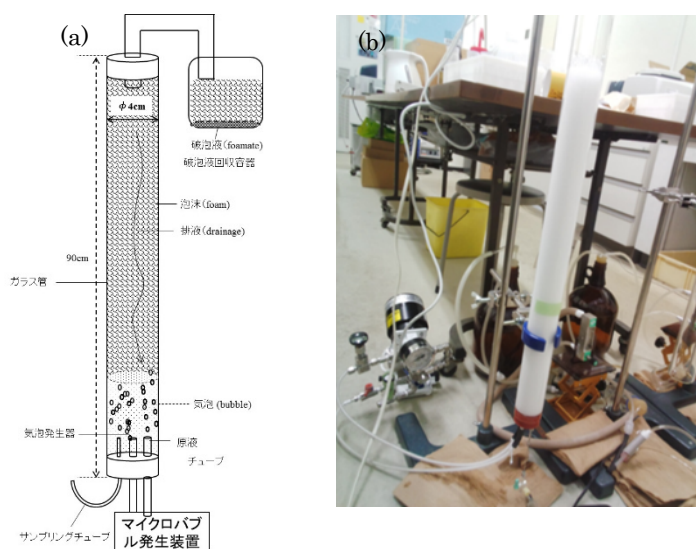 (a)
φ4cm
破泡液(foamate)
破泡液回収容器
泡沫(foam)
排液(drainage)
90cm
ガラス管
気泡(bubble)
気泡発生器
原液
チューブ
サンプリングチューブ
マイクロバブ
ル発生装置
(b)